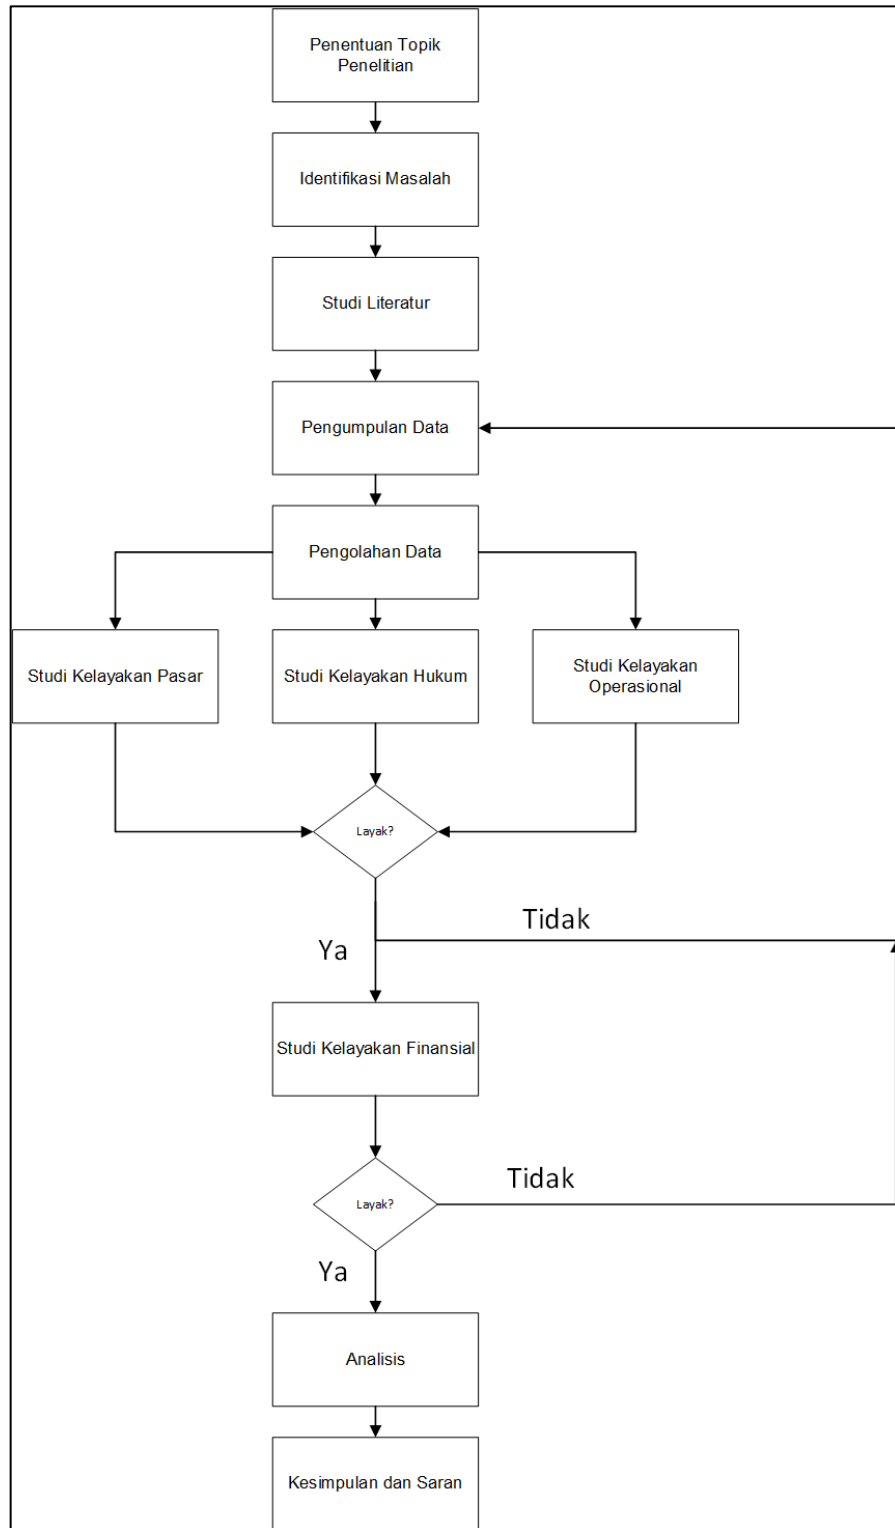 Penentuan Topik
Penelitian
Identifikasi Masalah
Studi Literatur
Pengumpulan Data
Pengolahan Data
Studi Kelayakan Pasar
Studi Kelayakan Hukum
Studi Kelayakan
Operasional
Layak?
Tidak
Ya
Studi Kelayakan Finansial
Layak?
Tidak
Ya
Analisis
Kesimpulan dan Saran